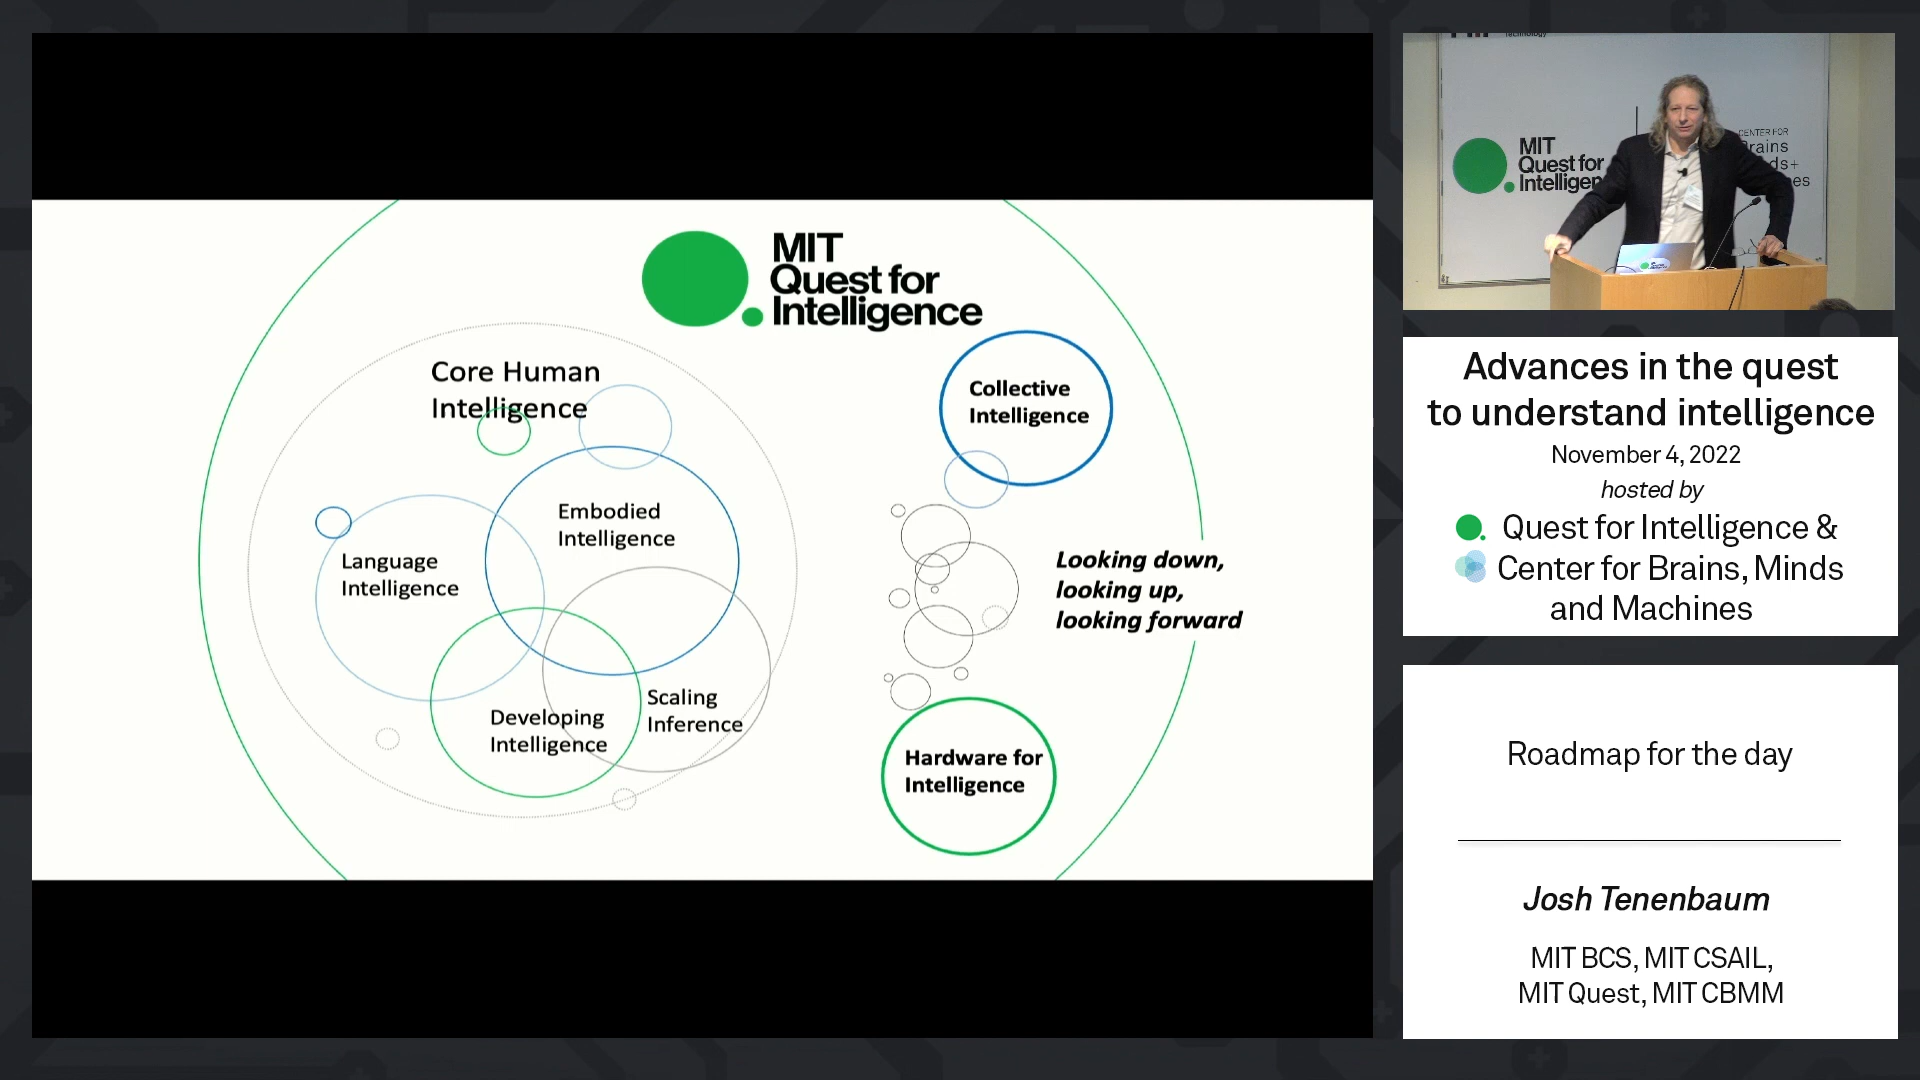 MIT
Quest for
Intelligence
Core Human
Intelligence
Collective
Intelligence
Embodied
Intelligence
Language
Intelligence
Looking down,
looking up,
looking forward
Scaling
Inference
Developing
Intelligence
Hardware for
Intelligence
Technology
MIT
Quest for
CENTER FOR
Advances in the quest
to understand intelligence
November 4, 2022
hosted by
Quest for Intelligence &
Center for Brains, Minds
and Machines
Roadmap for the day
Josh Tenenbaum
MIT BCS, MIT CSAIL,
MIT Quest, MIT CBMM